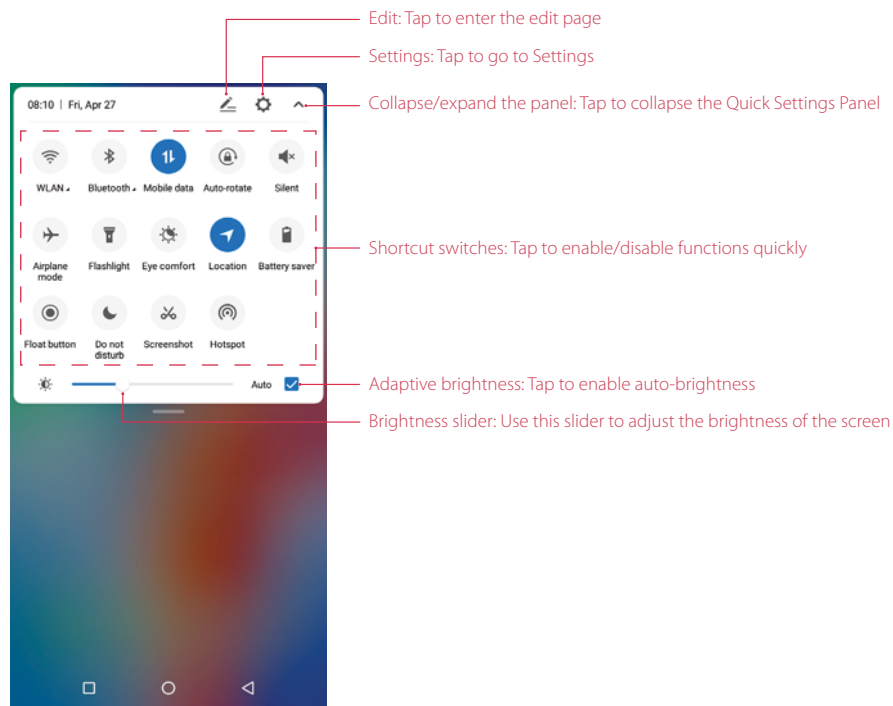 Edit: Tap to enter the edit page
Settings: Tap to go to Settings
08:10 | Fri, Apr 27
Collapse/expand the panel: Tap to collapse the Quick Settings Panel
WLAN
Bluetooth
Mobile data
Auto-rotate
Silent
Airplane
mode
Flashlight
Eye comfort
Location
Battery saver
Shortcut switches: Tap to enable/disable functions quickly
Float button
Do not
disturb
Screenshot
Hotspot
Auto
Adaptive brightness: Tap to enable auto-brightness
Brightness slider: Use this slider to adjust the brightness of the screen